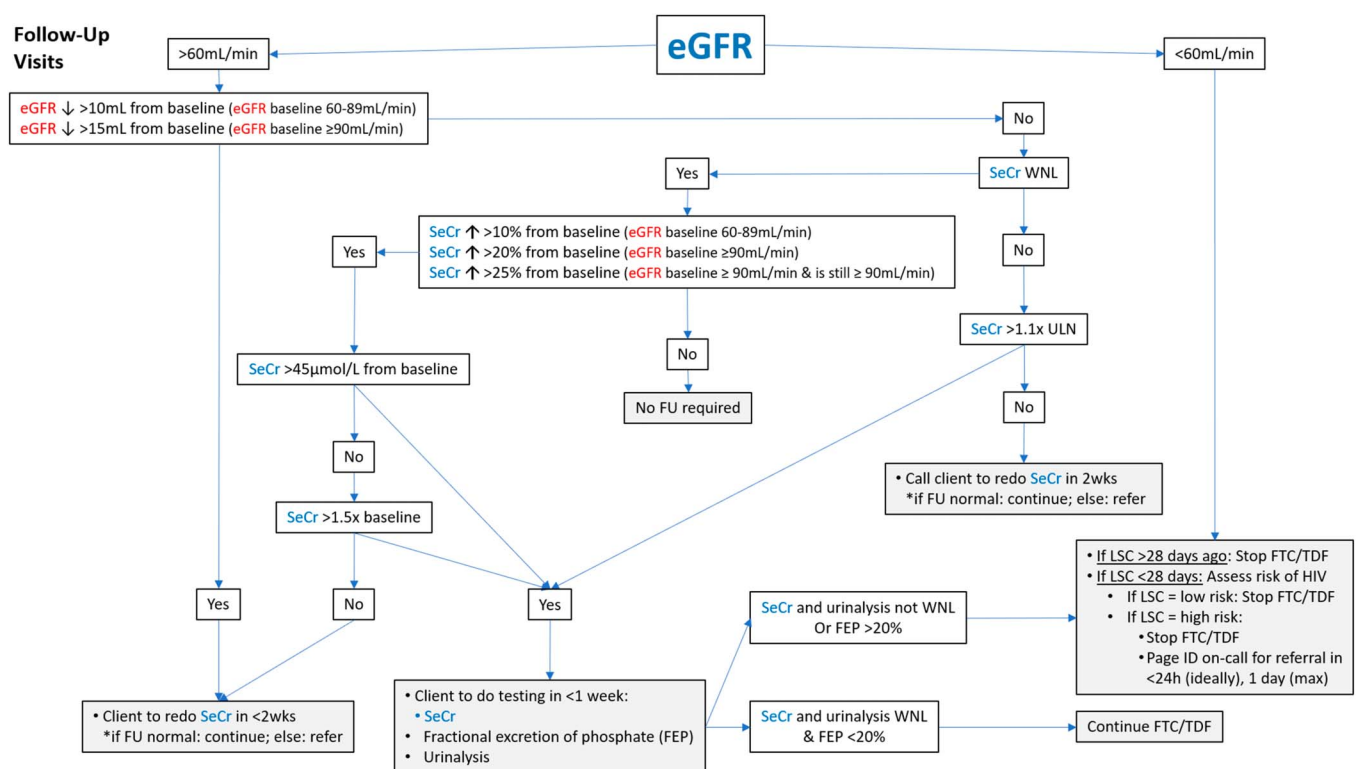 Follow-Up
Visits
eGFR
>60mL/min
<60mL/min
eGFR ↓ >10mL from baseline (eGFR baseline 60-89mL/min)
eGFR ↓ >15mL from baseline (eGFR baseline ≥90mL/min)
No
Yes
SeCr WNL
SeCr ↑ >10% from baseline (eGFR baseline 60-89mL/min)
SeCr ↑ >20% from baseline (eGFR baseline ≥90mL/min)
SeCr ↑ >25% from baseline (eGFR baseline ≥ 90mL/min & is still ≥ 90mL/min)
Yes
No
SeCr >45µmol/L from baseline
No
SeCr >1.1x ULN
No FU required
No
No
SeCr >1.5x baseline
• Call client to redo SeCr in 2wks
*if FU normal: continue; else: refer
Yes
No
Yes
SeCr and urinalysis not WNL
Or FEP >20%
• If LSC >28 days ago: Stop FTC/TDF
• If LSC <28 days: Assess risk of HIV
• If LSC = low risk: Stop FTC/TDF
• If LSC = high risk:
• Stop FTC/TDF
• Page ID on-call for referral in
<24h (ideally), 1 day (max)
• Client to redo SeCr in <2wks
*if FU normal: continue; else: refer
• Client to do testing in <1 week:
• SeCr
• Fractional excretion of phosphate (FEP)
• Urinalysis
SeCr and urinalysis WNL
& FEP <20%
Continue FTC/TDF